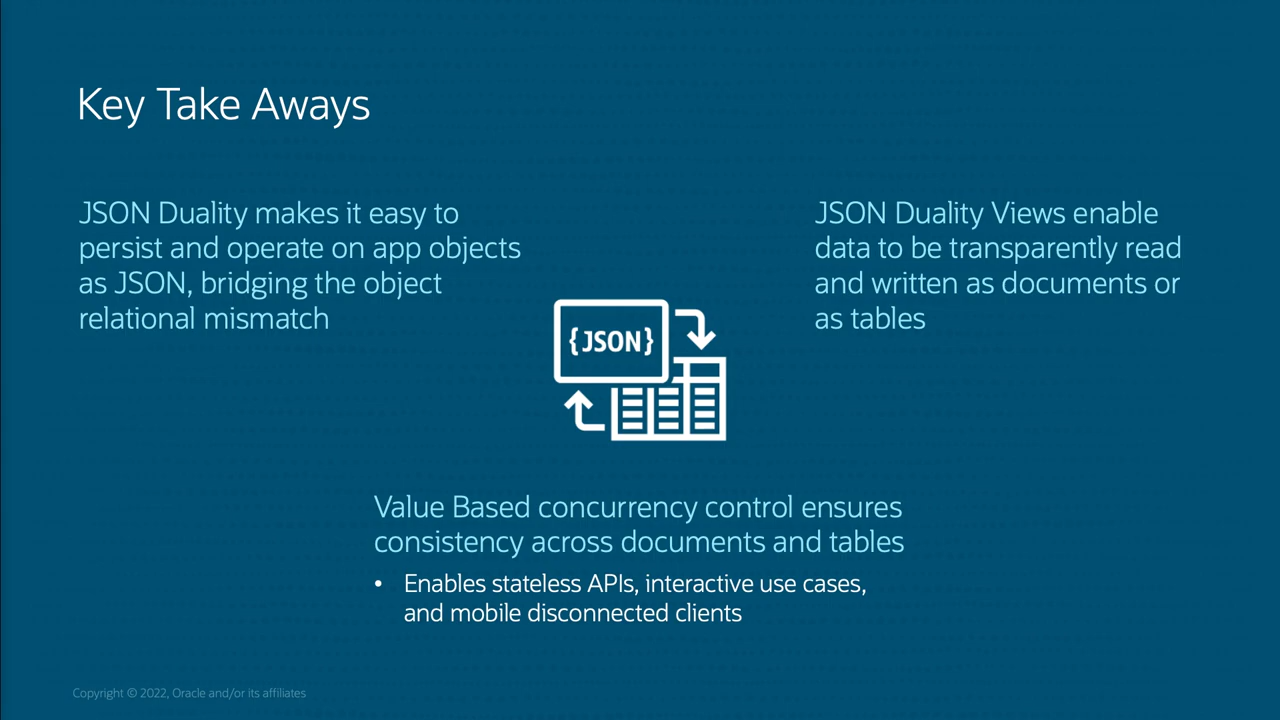 Key Take Aways
JSON Duality makes it easy to
persist and operate on app objects
as JSON, bridging the object
relational mismatch
JSON Duality Views enable
data to be transparently read
and written as documents or
as tables
{JSON}
Value Based concurrency control ensures
consistency across documents and tables
• Enables stateless APIs, interactive use cases,
and mobile disconnected clients
Copyright © 2022, Oracle and/or its affiliates